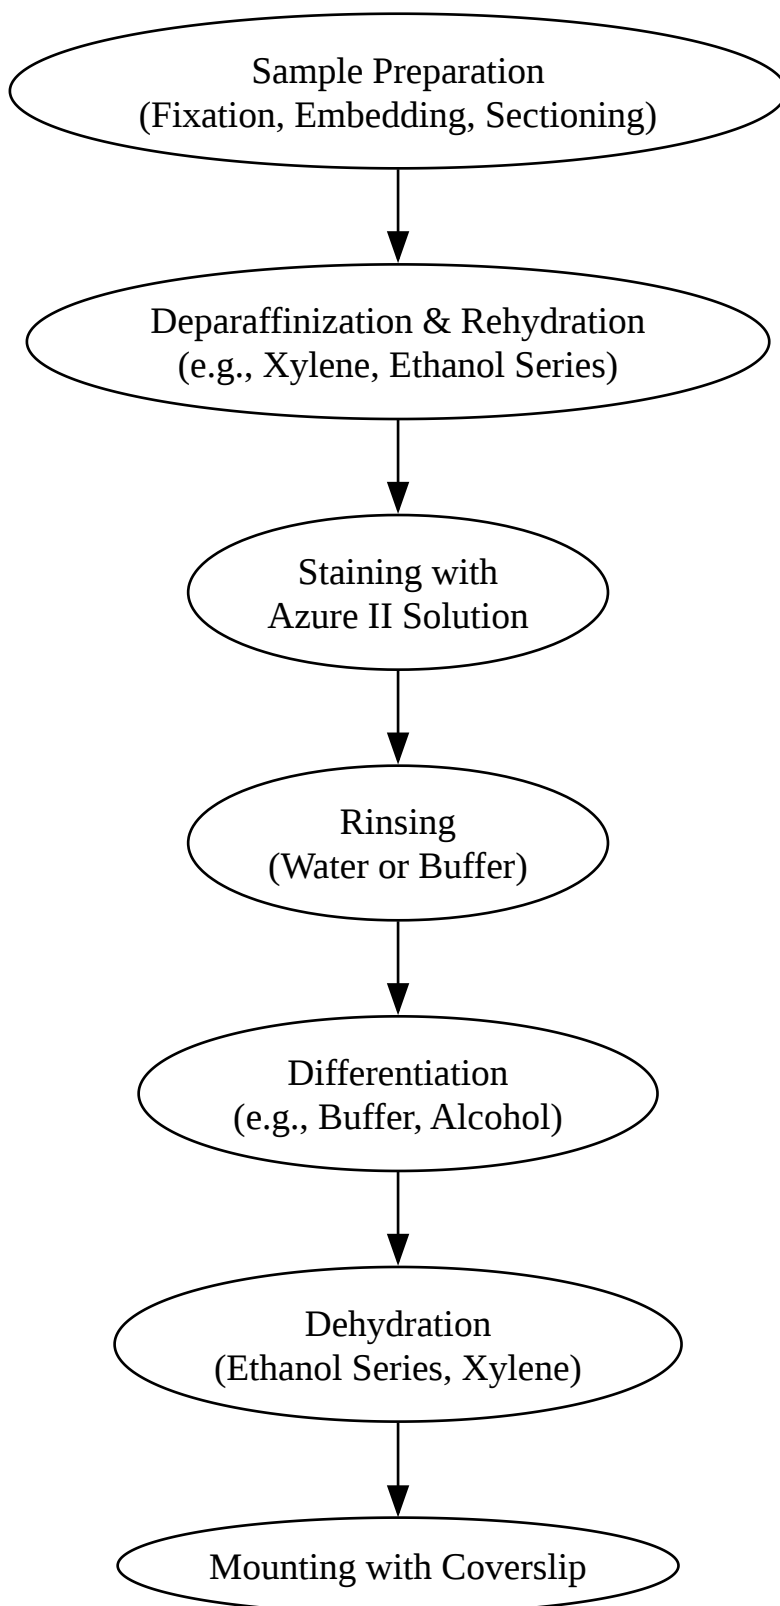 Sample Preparation
(Fixation, Embedding, Sectioning)
Deparaffinization & Rehydration
(e.g., Xylene, Ethanol Series)
Staining with
Azure II Solution
Rinsing
(Water or Buffer)
Differentiation
(e.g., Buffer, Alcohol)
Dehydration
(Ethanol Series, Xylene)
Mounting with Coverslip